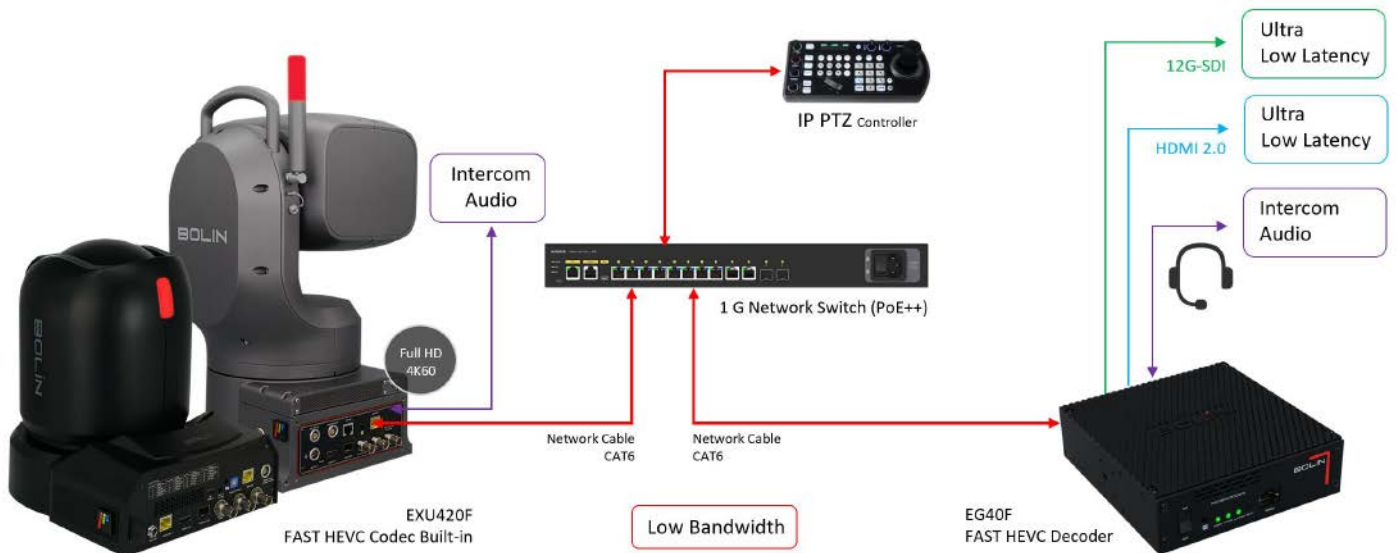 Ultra
Low Latency
12G-SDI
IP PTZ Controller
Ultra
Low Latency
HDMI 2.0
Intercom
Audio
Intercom
Audio
BOLIN
1 G Network Switch (PoE++)
BOLIN
Full HD
4K60
Network Cable
CAT6
Network Cable
CAT6
BOLIN
BOLIN
EXU420F
FAST HEVC Codec Built-in
Low Bandwidth
EG40F
FAST HEVC Decoder